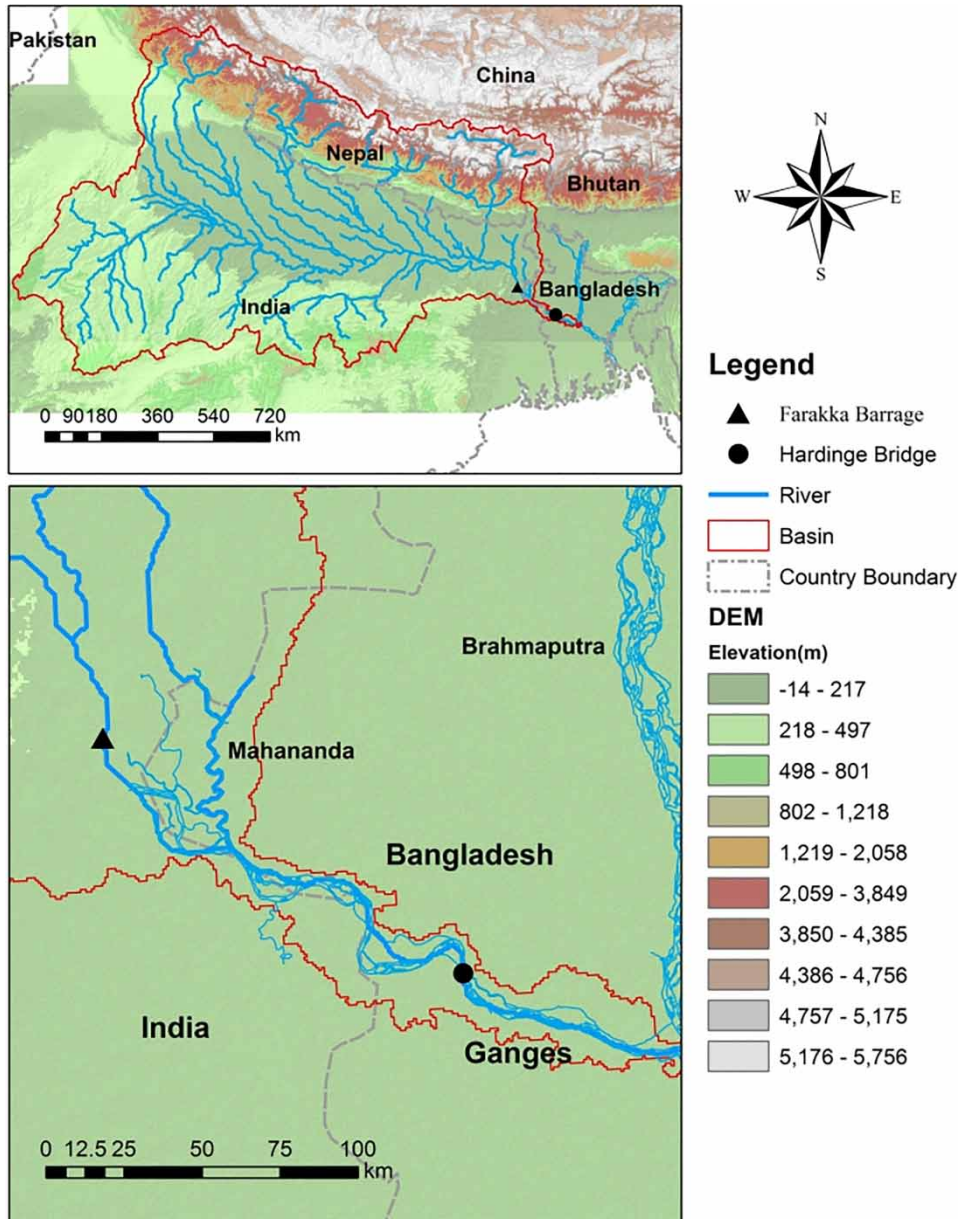 Pakistan
China
Nepal
Bhutan
India
Bangladesh
0 90 180 360 540 720
km
N
W E
S
Legend
Farakka Barrage
Hardinge Bridge
River
Basin
Country Boundary
DEM
Elevation(m)
-14 - 217
218 - 497
498 - 801
802 - 1,218
1,219 - 2,058
2,059 - 3,849
3,850 - 4,385
4,386 - 4,756
4,757 - 5,175
5,176 - 5,756
Brahmaputra
Mahananda
Bangladesh
India
Ganges
0 12.5 25 50 75 100
km